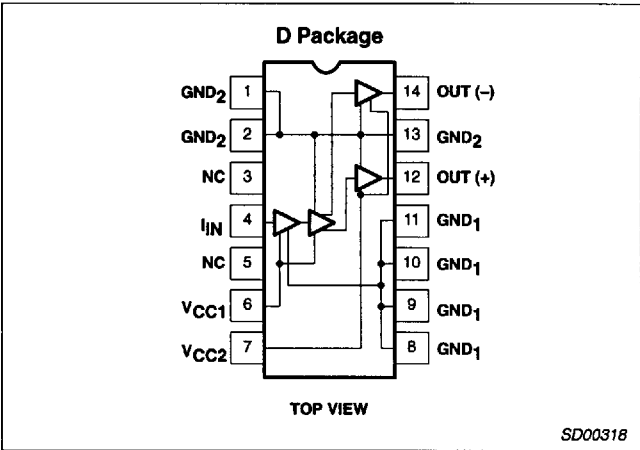 D Package
GND2 1 14 OUT (–)
GND2 2 13 GND2
NC 3 12 OUT (+)
IIN 4 11 GND1
NC 5 10 GND1
VCC1 6 9 GND1
VCC2 7 8 GND1
TOP VIEW
SD00318